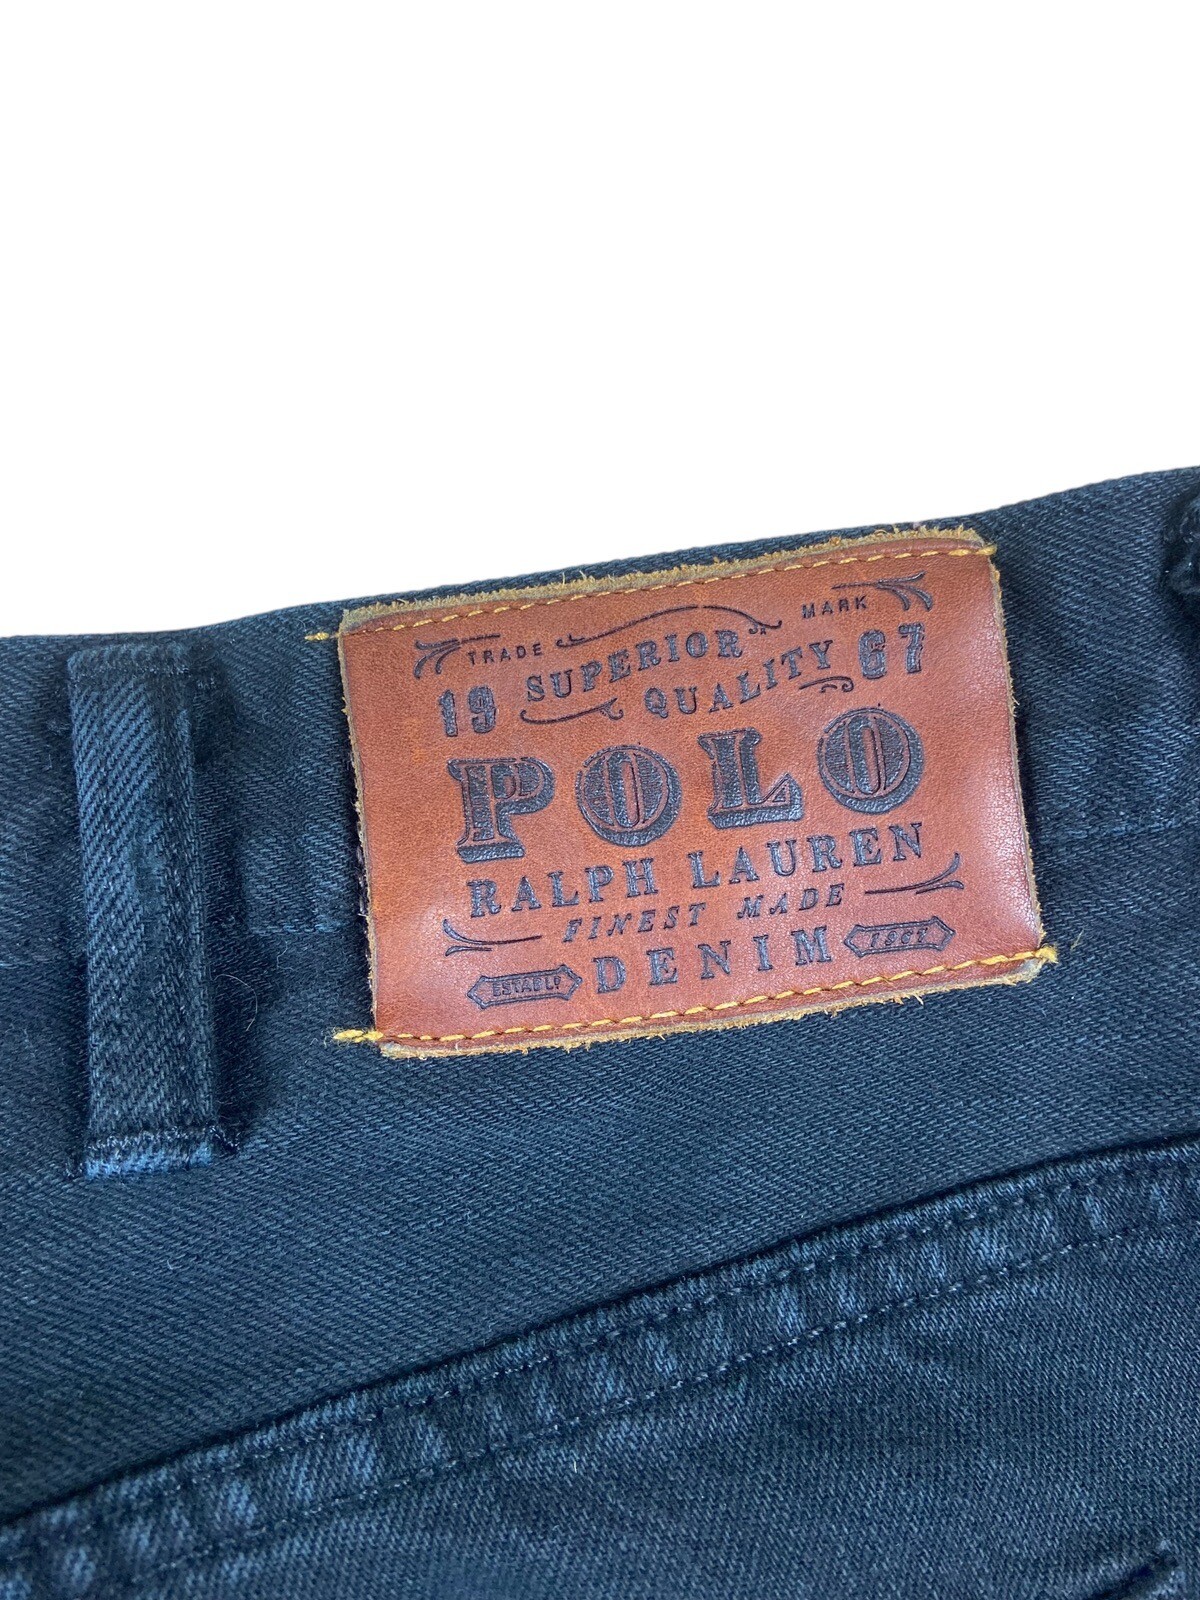 TRADE MARK
19 SUPERIOR 67
QUALITY
POLO
RALPH LAUREN
FINEST MADE
DENIM
ESTABLD 1967